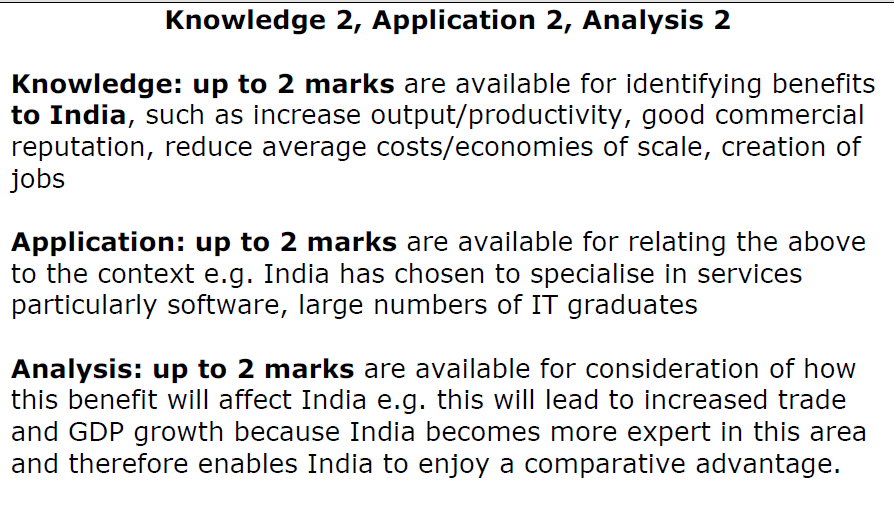 Knowledge 2, Application 2, Analysis 2
Knowledge: up to 2 marks are available for identifying benefits
to India, such as increase output/productivity, good commercial
reputation, reduce average costs/economies of scale, creation of
jobs
Application: up to 2 marks are available for relating the above
to the context e.g. India has chosen to specialise in services
particularly software, large numbers of IT graduates
Analysis: up to 2 marks are available for consideration of how
this benefit will affect India e.g. this will lead to increased trade
and GDP growth because India becomes more expert in this area
and therefore enables India to enjoy a comparative advantage.